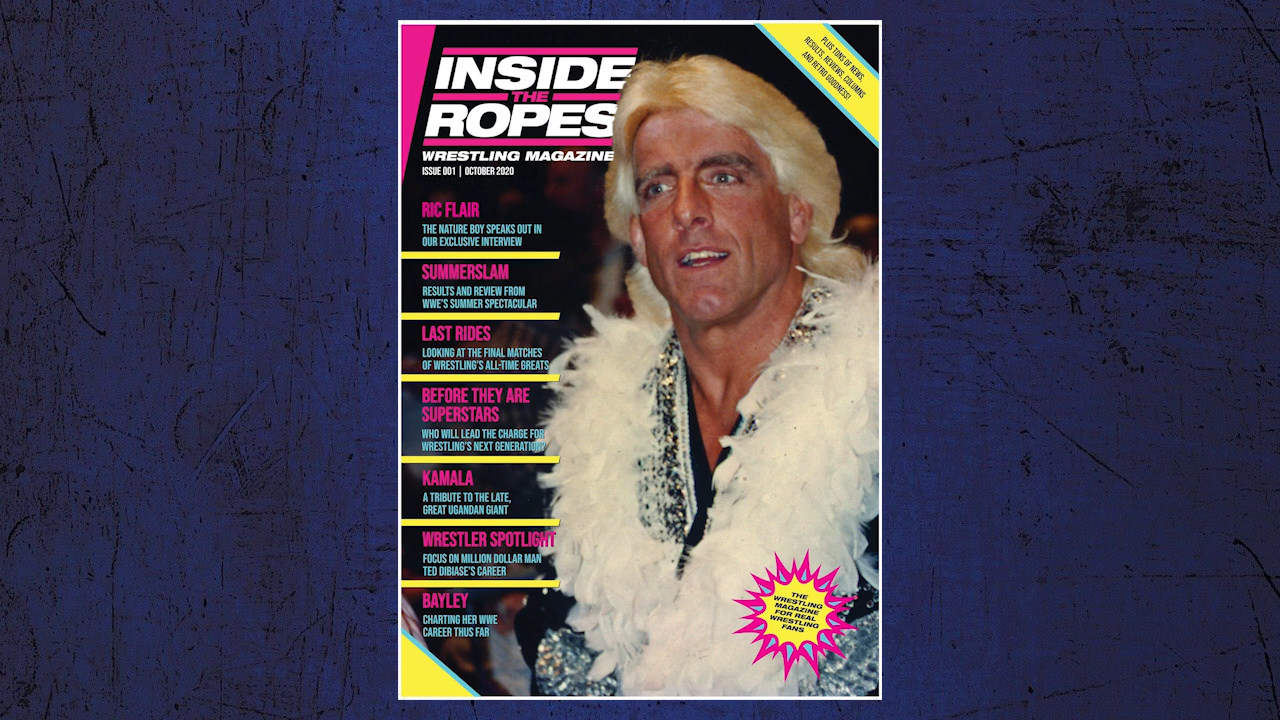 INSIDE
THE
ROPES
WRESTLING MAGAZINE
ISSUE 001 | OCTOBER 2020
PLUS TONS OF NEWS,
RESULTS, REVIEWS, COLUMNS
AND RETRO GOODNESS!
RIC FLAIR
THE NATURE BOY SPEAKS OUT IN
OUR EXCLUSIVE INTERVIEW
SUMMERSLAM
RESULTS AND REVIEW FROM
WWE'S SUMMER SPECTACULAR
LAST RIDES
LOOKING AT THE FINAL MATCHES
OF WRESTLING'S ALL-TIME GREATS
BEFORE THEY ARE
SUPERSTARS
WHO WILL LEAD THE CHARGE FOR
WRESTLING'S NEXT GENERATION?
KAMALA
A TRIBUTE TO THE LATE,
GREAT UGANDAN GIANT
WRESTLER SPOTLIGHT
FOCUS ON MILLION DOLLAR MAN
TED DIBIASE'S CAREER
BAYLEY
CHARTING HER WWE
CAREER THUS FAR
THE
WRESTLING
MAGAZINE
FOR REAL
WRESTLING
FANS